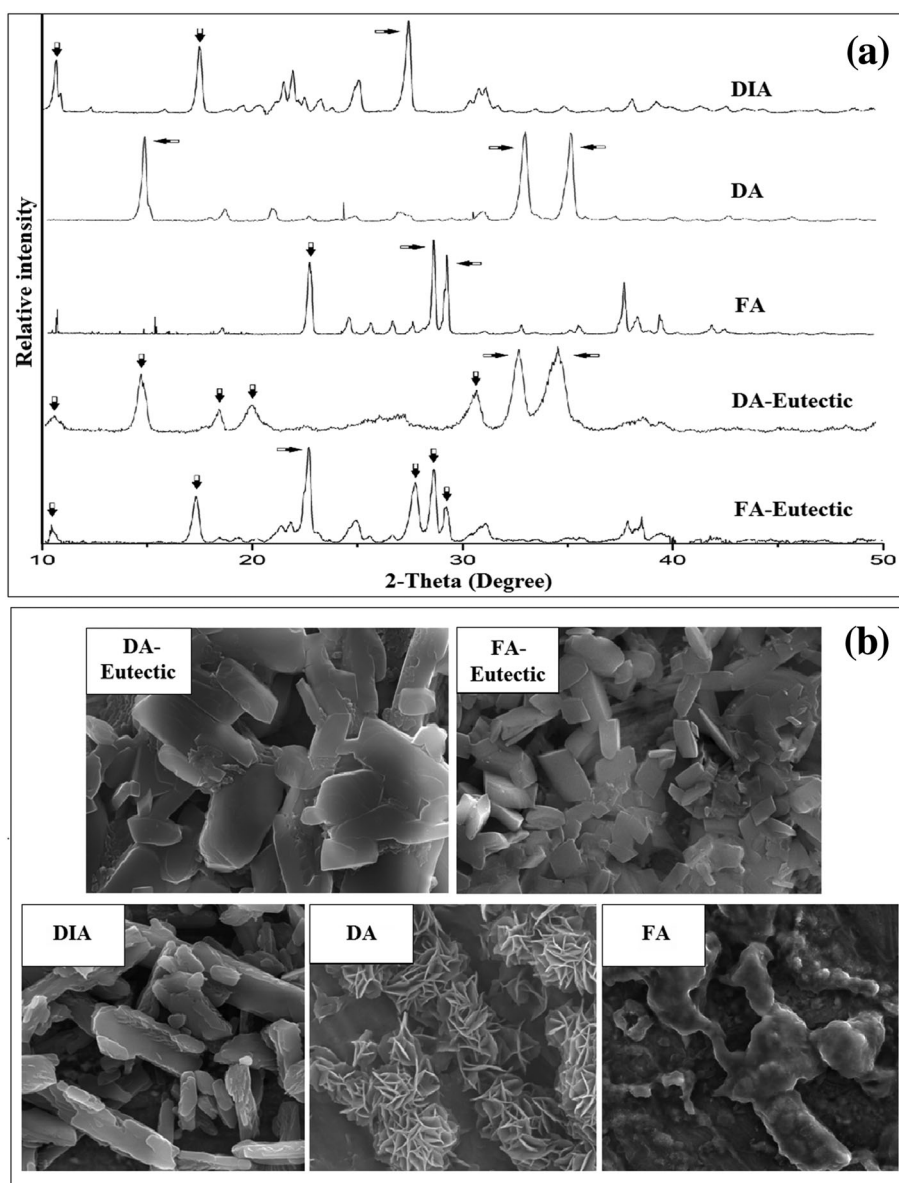 (a)
DIA
DA
FA
DA-Eutectic
FA-Eutectic
Relative intensity
10 20 30 40 50
2-Theta (Degree)
(b)
DA-
Eutectic
FA-
Eutectic
DIA
DA
FA